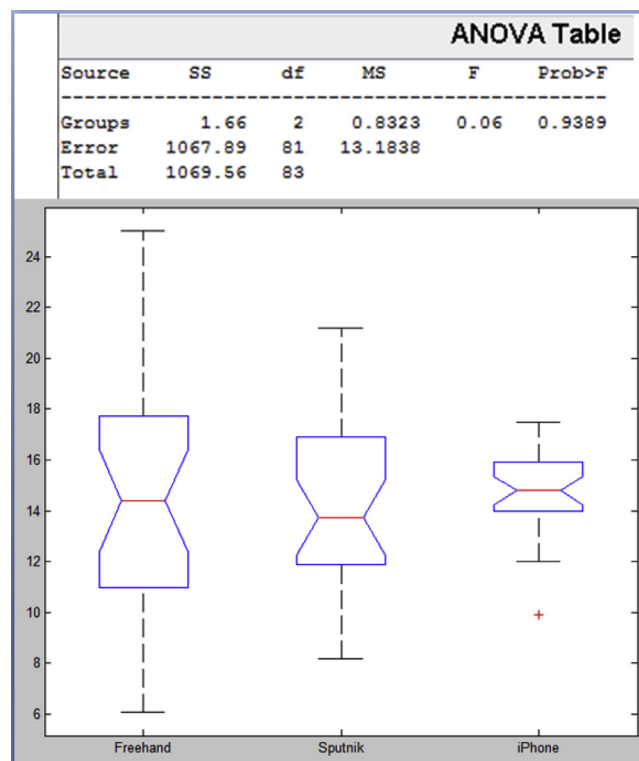 ANOVA Table
Source SS df MS F Prob>F
Groups 1.66 2 0.8323 0.06 0.9389
Error 1067.89 81 13.1838
Total 1069.56 83
24
22
20
18
16
14
12
10
8
6
Freehand Sputnik iPhone